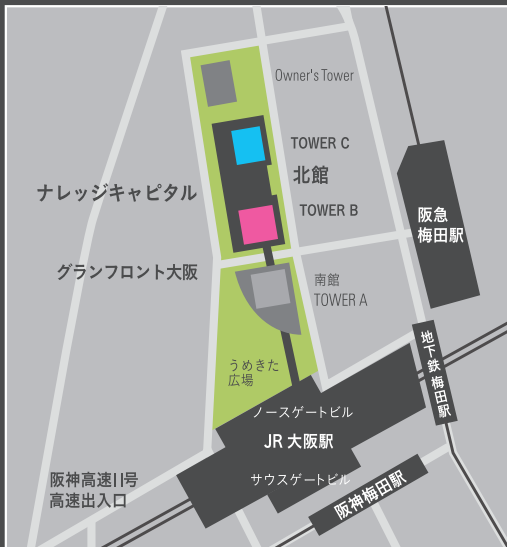 Owner's Tower
TOWER C
北館
ナレッジキャピタル
TOWER B
阪急
梅田駅
グランフロント大阪
南館
TOWER A
地下鉄梅田駅
うめきた
広場
ノースゲートビル
JR 大阪駅
サウスゲートビル
阪神高速11号
高速出入口
阪神梅田駅